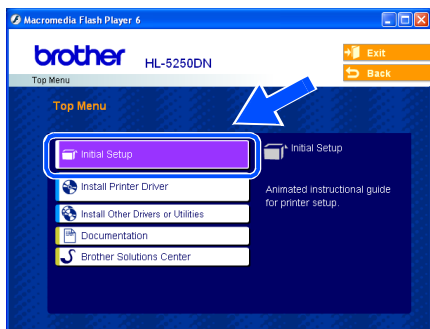 Macromedia Flash Player 6
brother HL-5250DN
Exit
Back
Top Menu
Top Menu
Initial Setup
Install Printer Driver
Install Other Drivers or Utilities
Documentation
Brother Solutions Center
Initial Setup
Animated instructional guide
for printer setup.